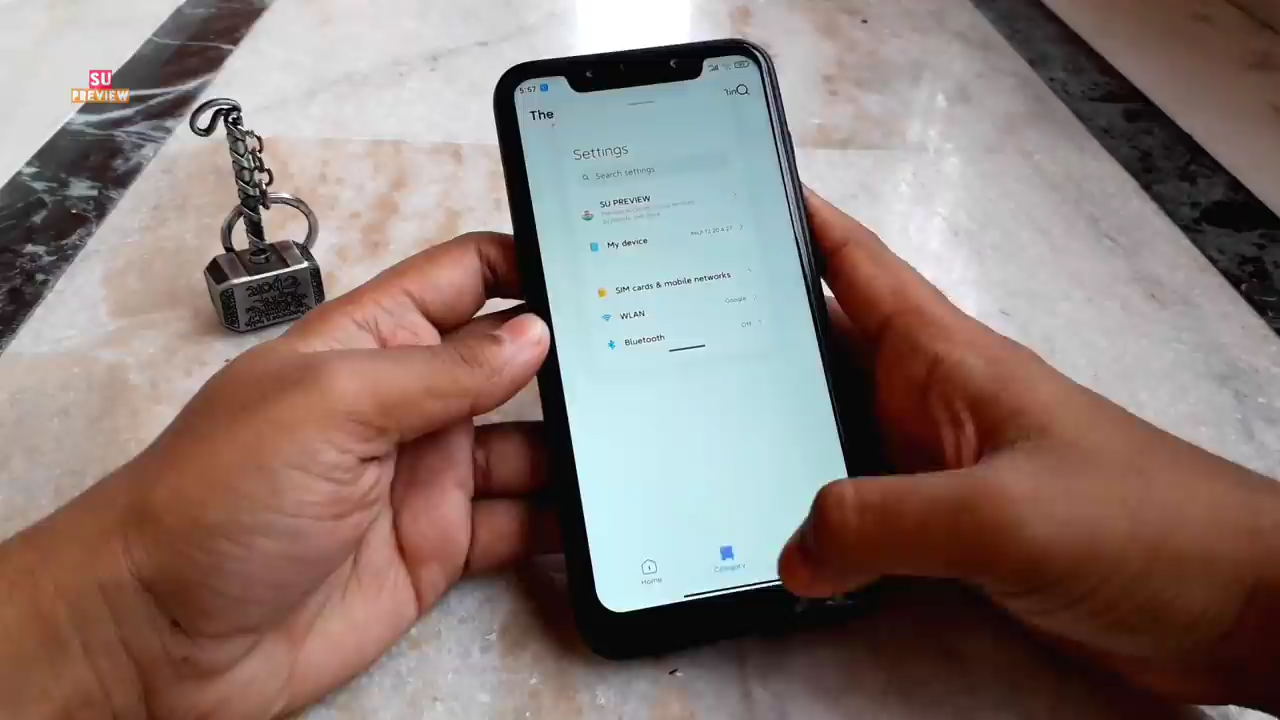 SU
PREVIEW
5:57
The
Settings
Search settings
SU PREVIEW
My device
SIM cards & mobile networks
WLAN
Google
Bluetooth
Off
Home
Category